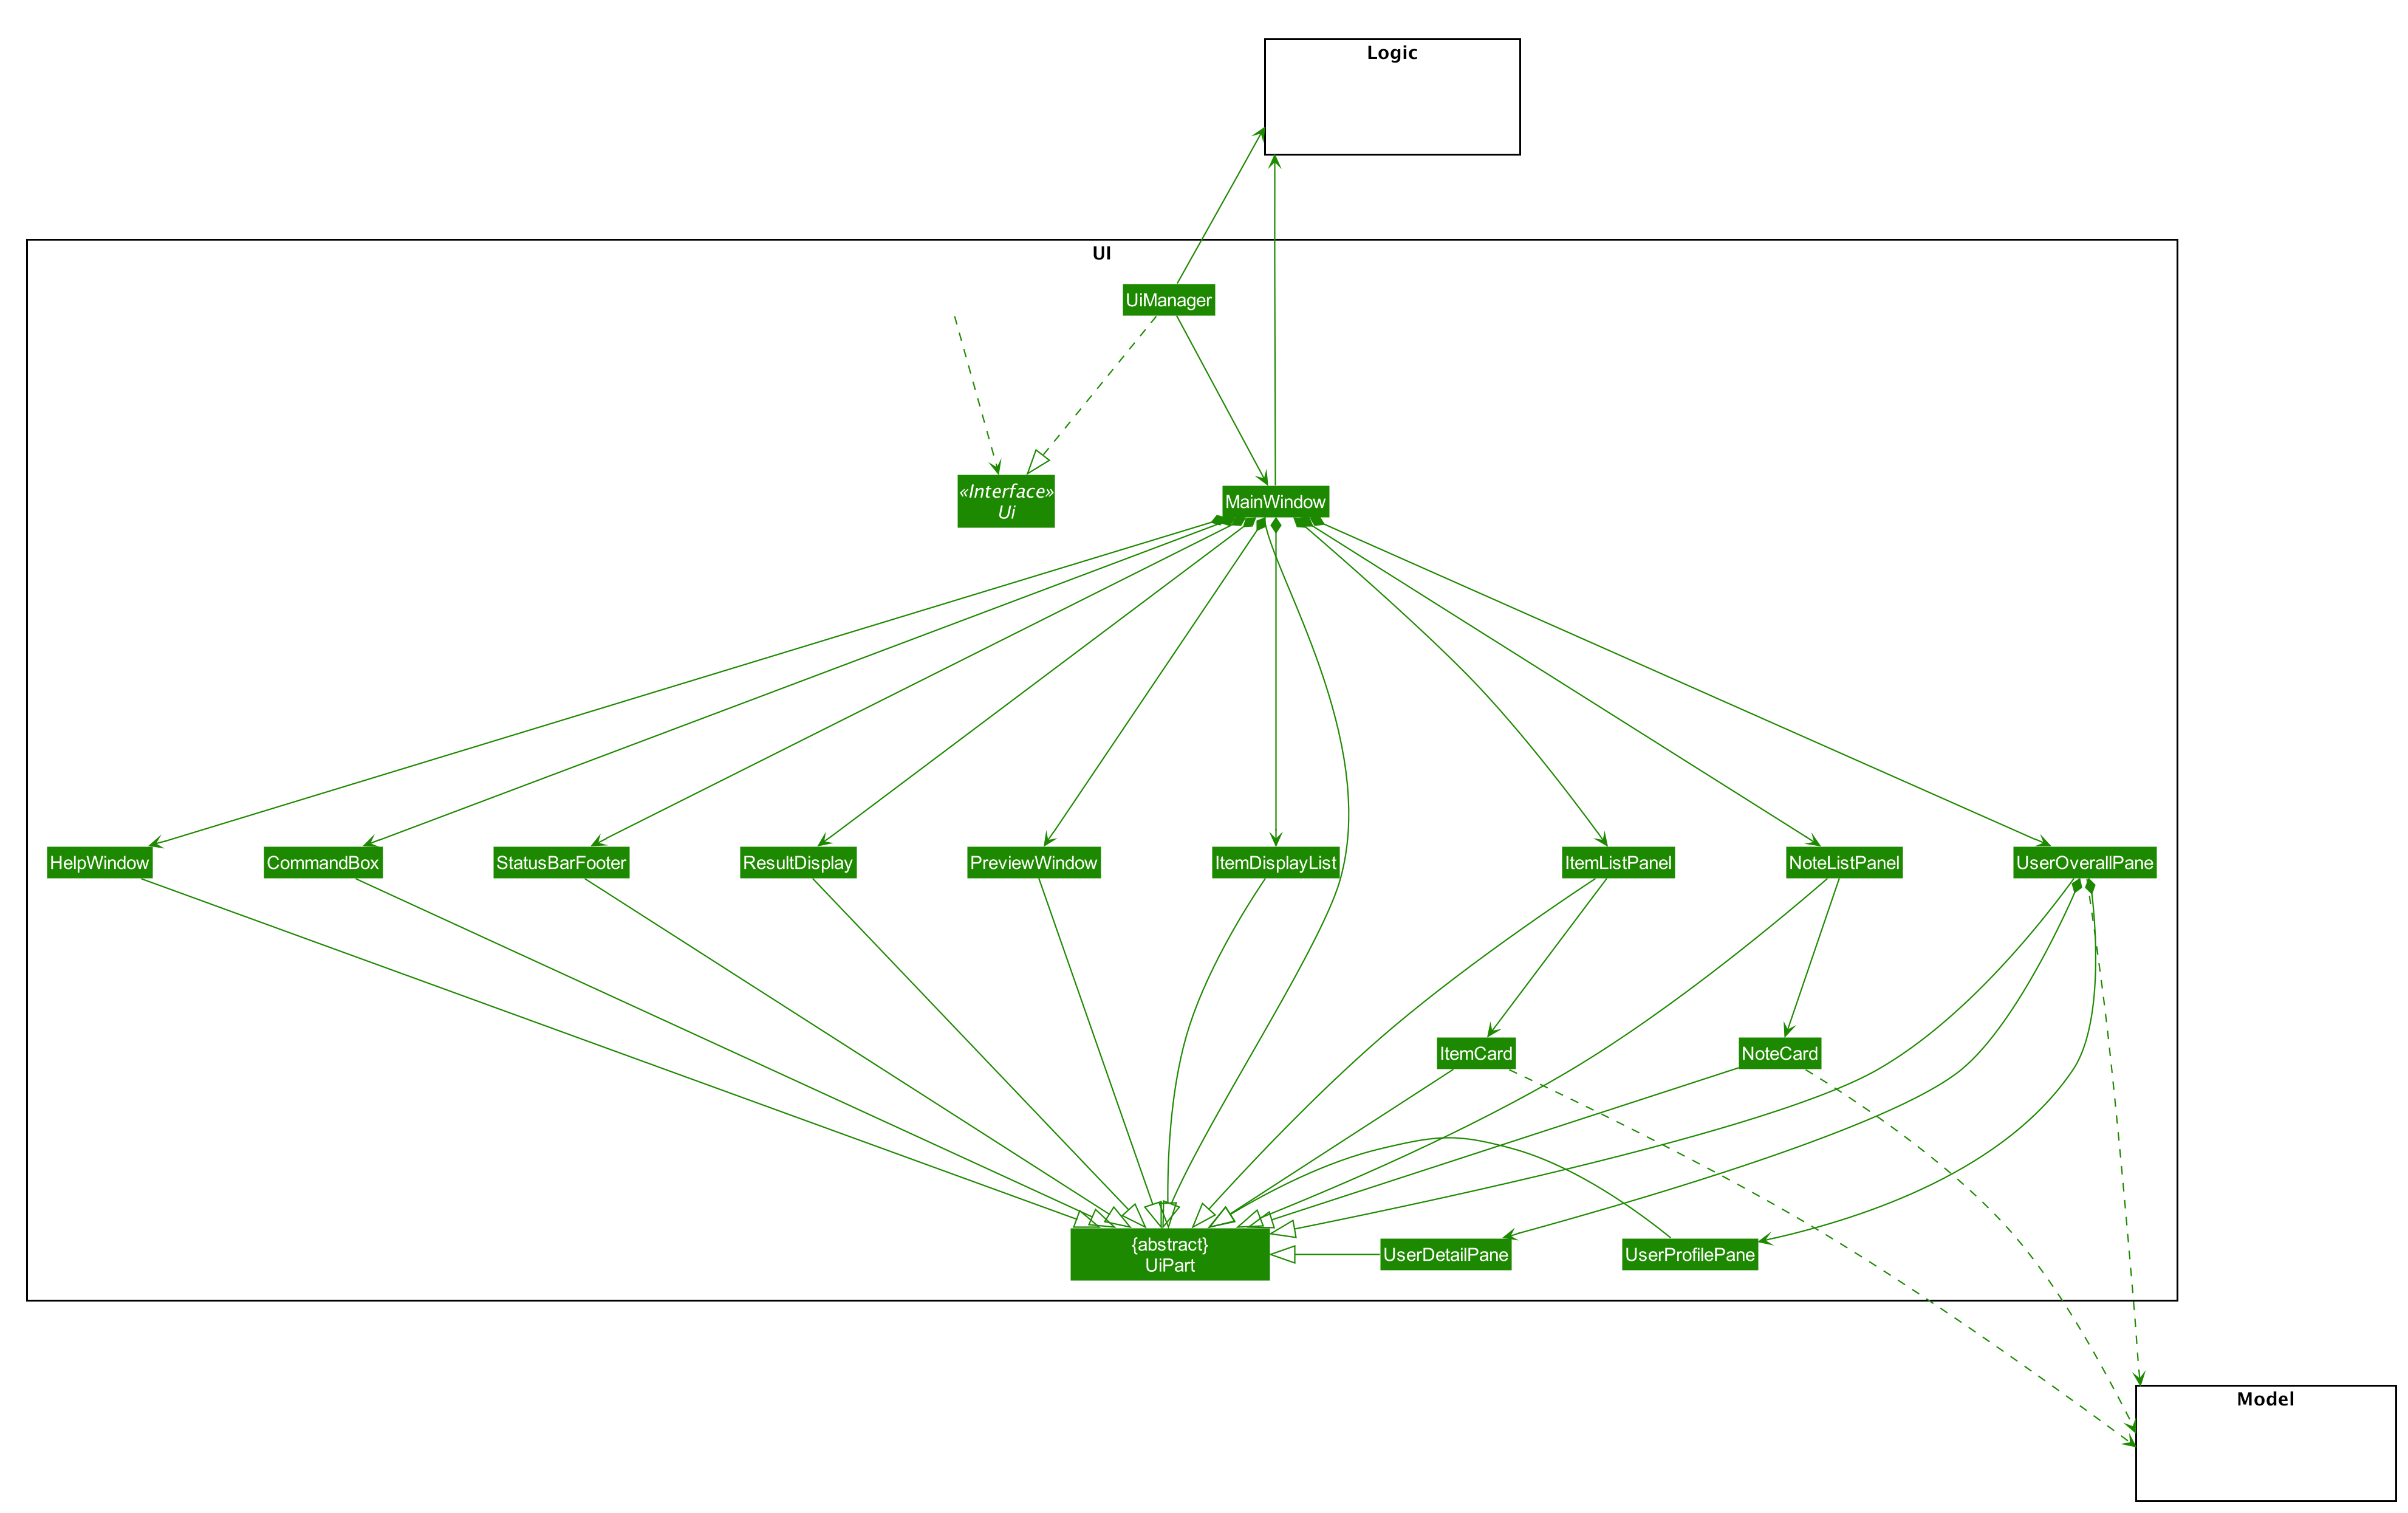 Logic
UI
UiManager
«Interface»
Ui
MainWindow
HelpWindow
CommandBox
StatusBarFooter
ResultDisplay
PreviewWindow
ItemDisplayList
ItemListPanel
NoteListPanel
UserOverallPane
ItemCard
NoteCard
{abstract}
UiPart
UserDetailPane
UserProfilePane
Model